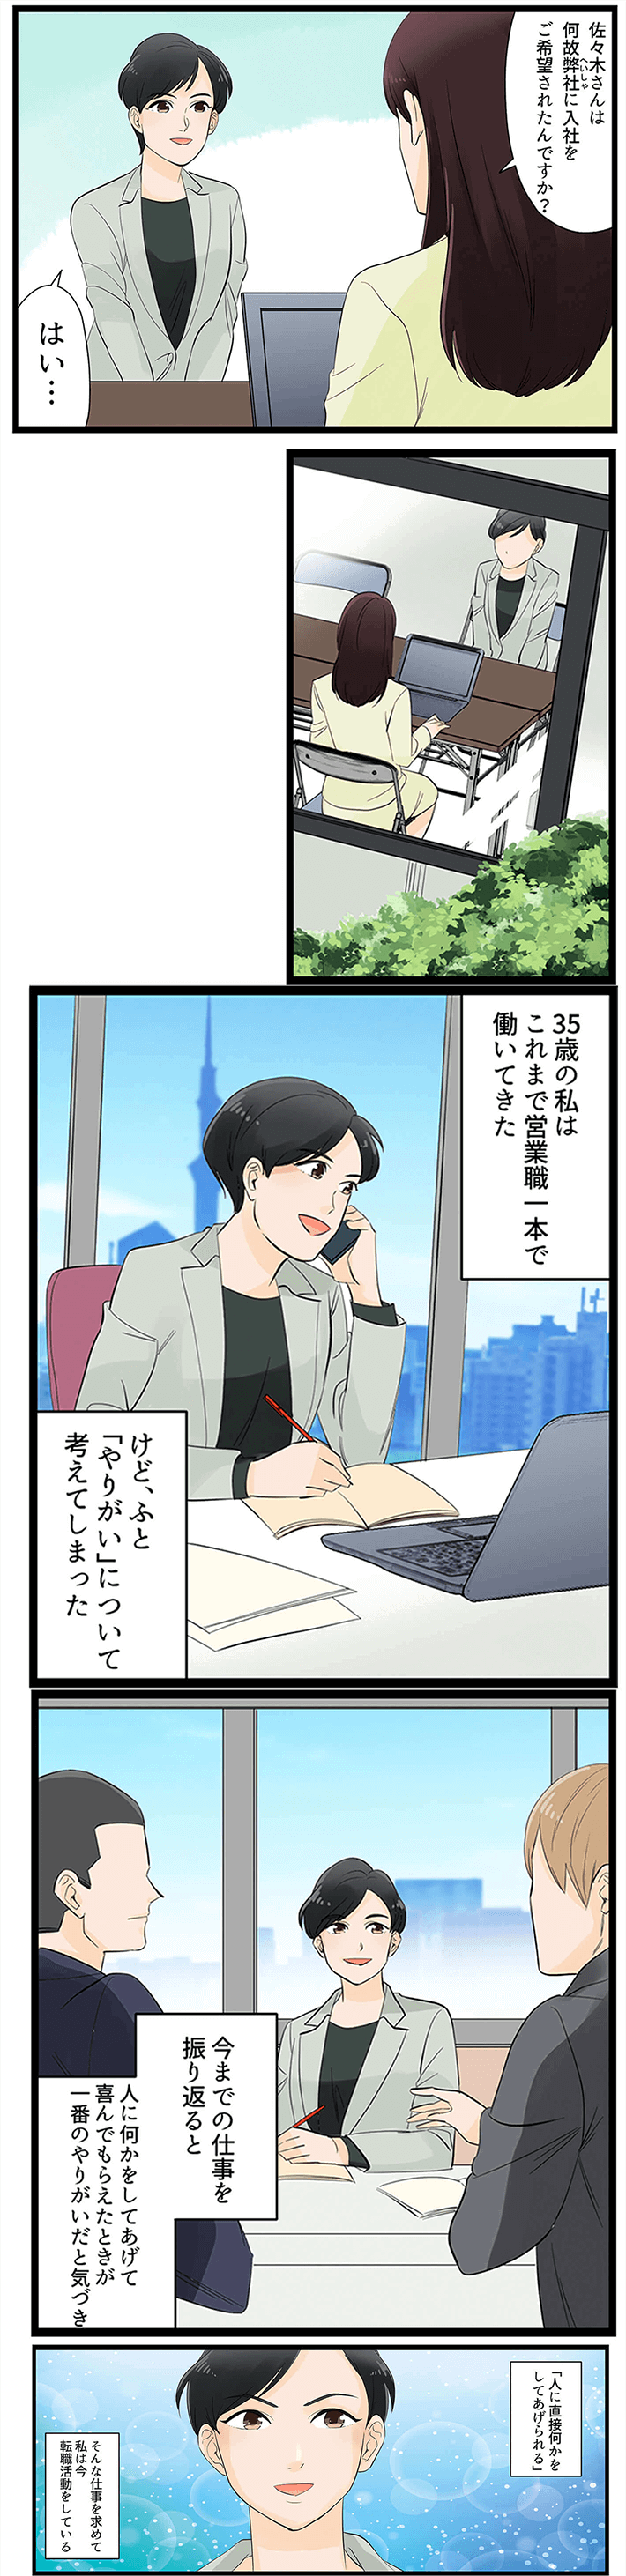 佐々木さんは
何故弊社に入社を
へいしゃ
ご希望されたんですか？
はい…
35歳の私は
これまで営業職一本で
働いてきた
けど、ふと
「やりがい」について
考えてしまった
今までの仕事を
振り返ると
人に何かをしてあげて
喜んでもらえたときが
一番のやりがいだと気づき
「人に直接何かを
してあげられる」
そんな仕事を求めて
私は今
転職活動をしている